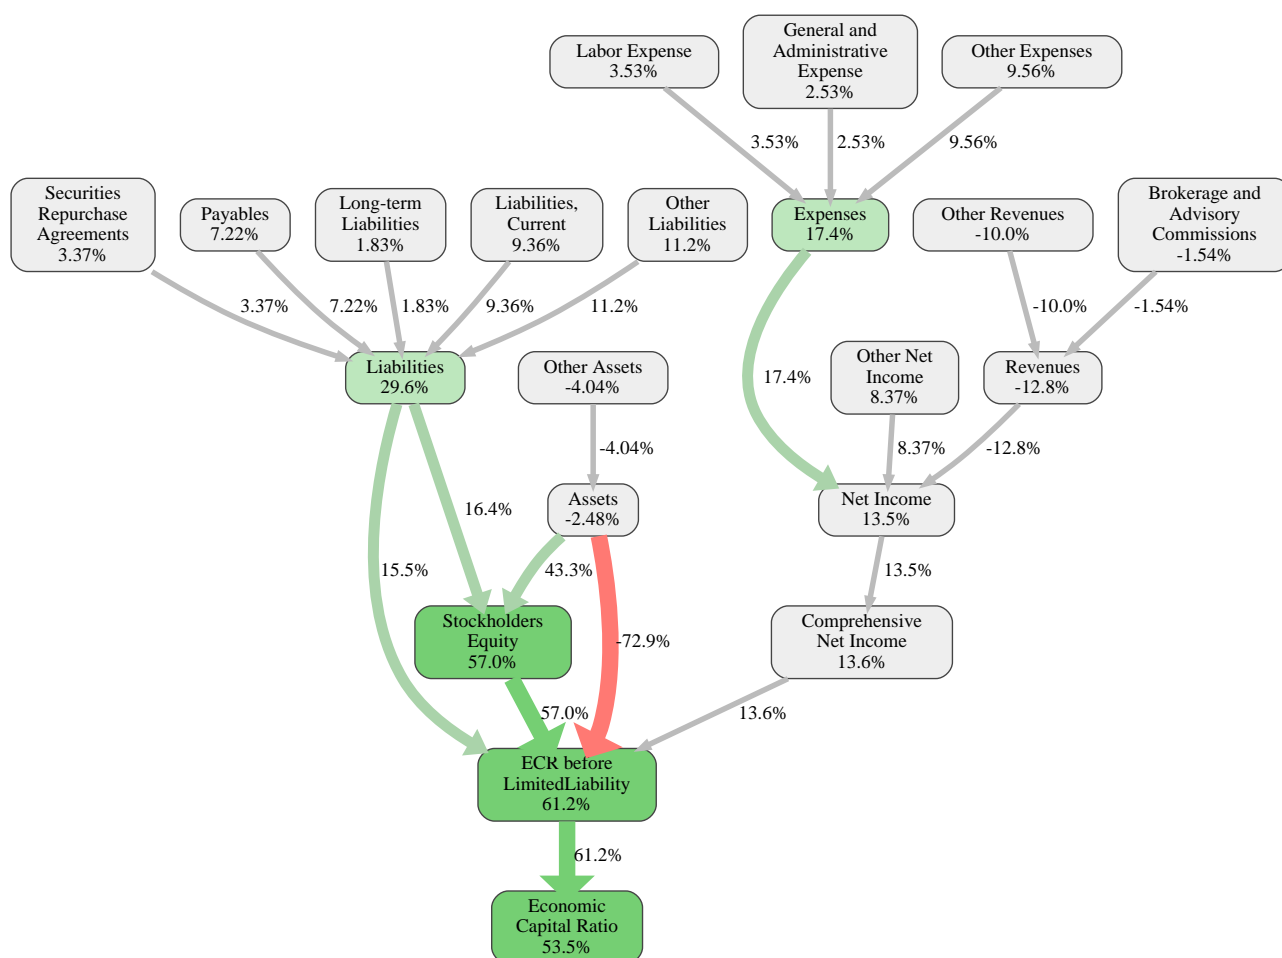 Labor Expense
3.53%
General and
Administrative
Expense
2.53%
Other Expenses
9.56%
3.53%
2.53%
9.56%
Securities
Repurchase
Agreements
3.37%
Payables
7.22%
Long-term
Liabilities
1.83%
Liabilities,
Current
9.36%
Other
Liabilities
11.2%
Expenses
17.4%
Other Revenues
-10.0%
Brokerage and
Advisory
Commissions
-1.54%
3.37%
7.22%
1.83%
9.36%
11.2%
-10.0%
-1.54%
Liabilities
29.6%
Other Assets
-4.04%
17.4%
Other Net
Income
8.37%
Revenues
-12.8%
-4.04%
8.37%
-12.8%
Assets
-2.48%
Net Income
13.5%
16.4%
15.5%
43.3%
13.5%
Stockholders
Equity
57.0%
-72.9%
Comprehensive
Net Income
13.6%
57.0%
13.6%
ECR before
LimitedLiability
61.2%
61.2%
Economic
Capital Ratio
53.5%